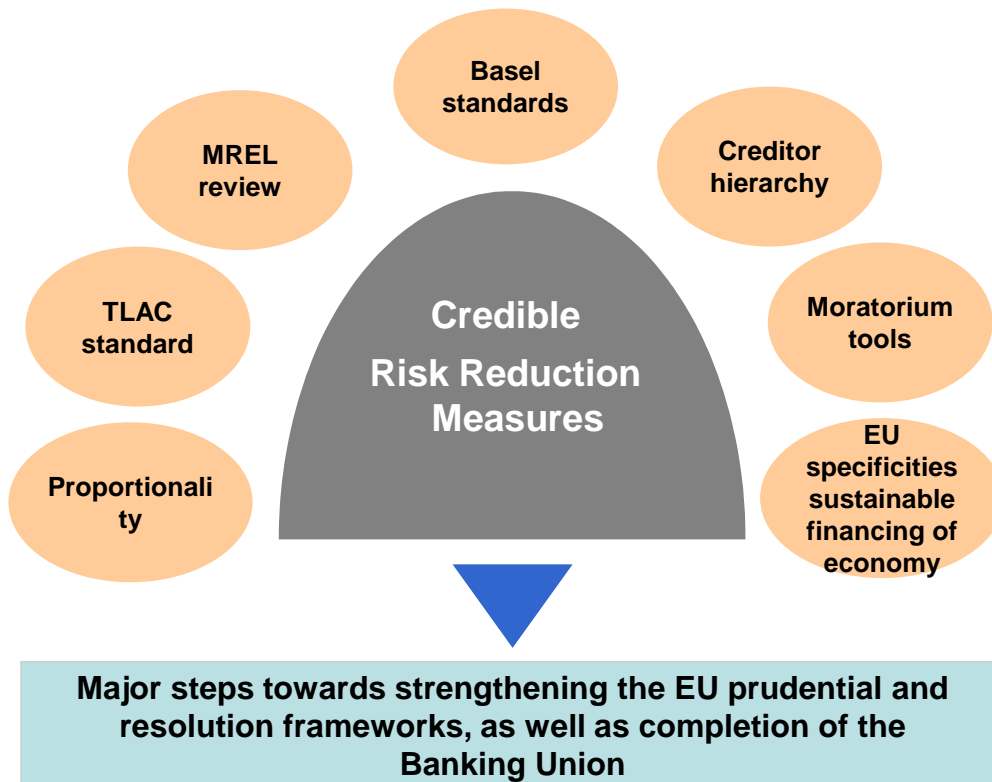 Basel
standards
MREL
review
Creditor
hierarchy
TLAC
standard
Moratorium
tools
Proportionali
ty
EU
specificities
sustainable
financing of
economy
Credible
Risk Reduction
Measures
Major steps towards strengthening the EU prudential and
resolution frameworks, as well as completion of the
Banking Union